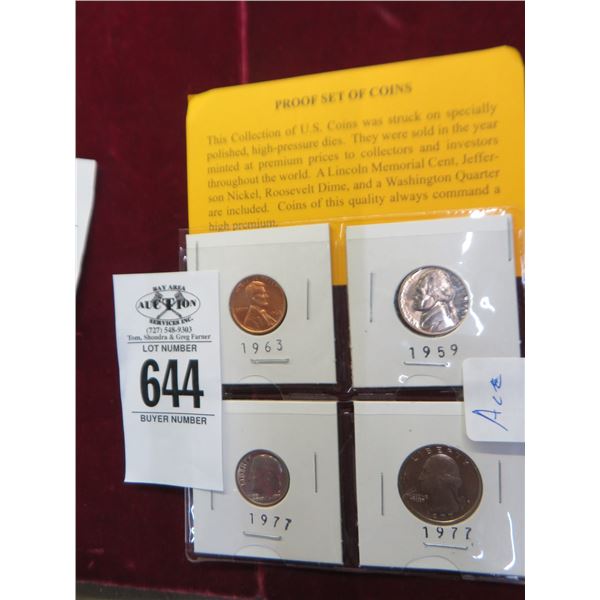 PROOF SET OF COINS
This Collection of U.S. Coins was struck on specially
polished, high-pressure dies. They were sold in the year
minted at premium prices to collectors and investors
throughout the world. A Lincoln Memorial Cent, Jeffer-
son Nickel, Roosevelt Dime, and a Washington Quarter
are included. Coins of this quality always command a
high premium.
BAY AREA
AUCTION
SERVICES INC.
(727) 548-9303
Tom, Shondra & Greg Farner
LOT NUMBER
644
BUYER NUMBER
1963
1959
Ace
LIBERTY
1977
LIBERTY
1977